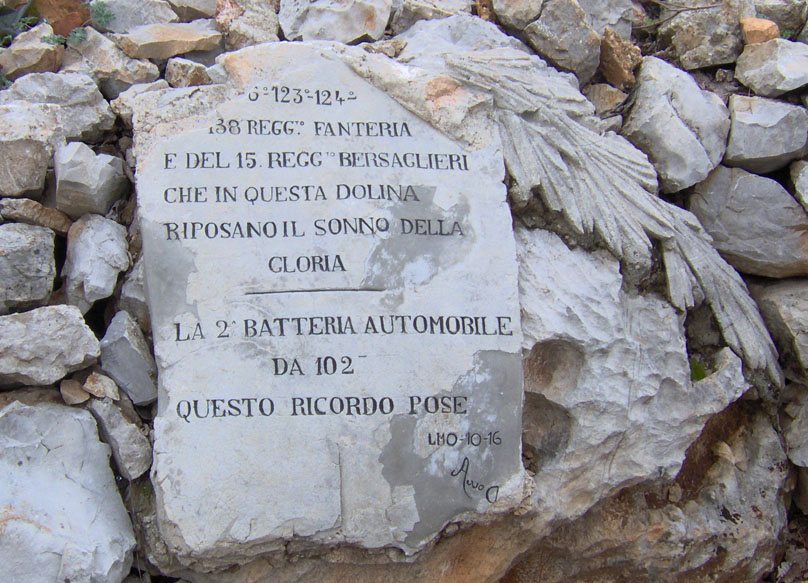 6° 123°-124°
138 REGG.TO FANTERIA
E DEL 15. REGG.TO BERSAGLIERI
CHE IN QUESTA DOLINA
RIPOSANO IL SONNO DELLA
GLORIA
LA 2ª BATTERIA AUTOMOBILE
DA 102
QUESTO RICORDO POSE
10-16